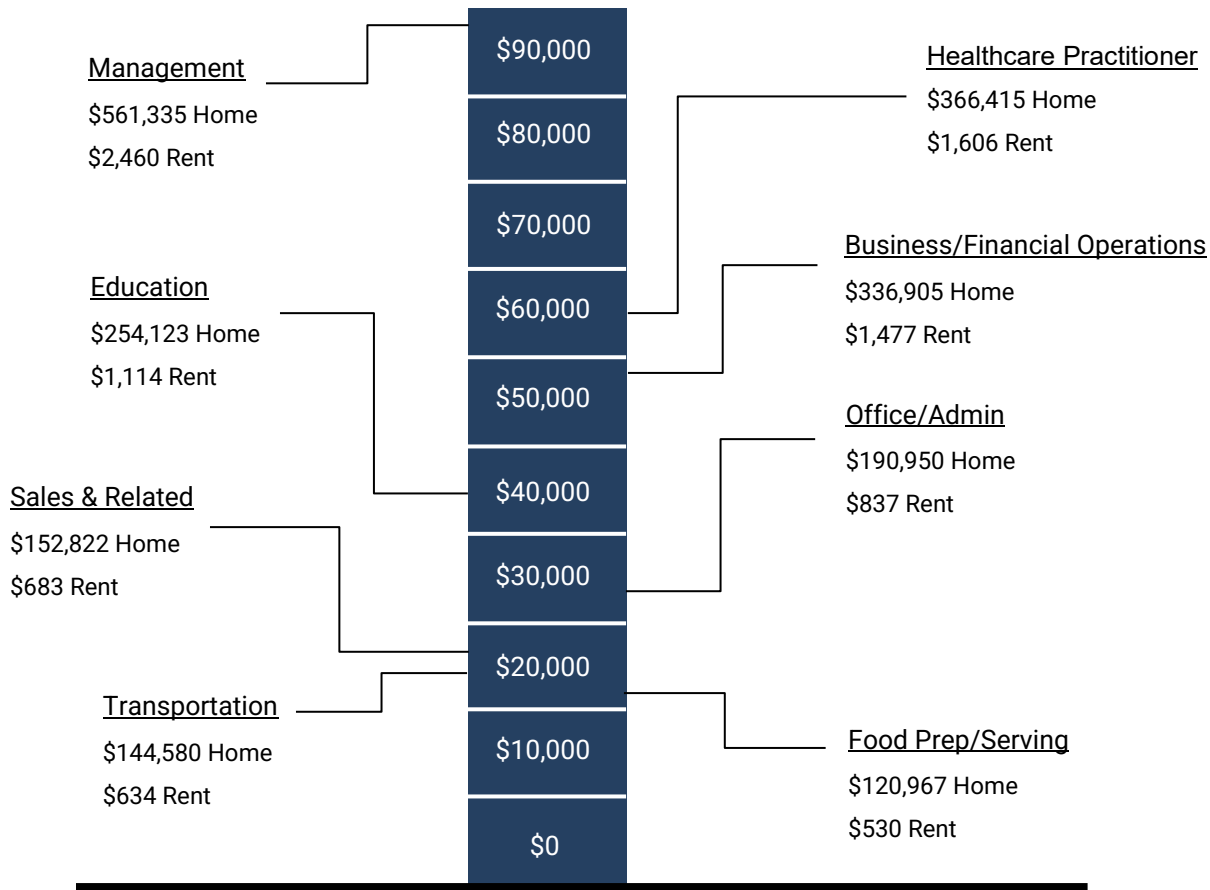 Management
$561,335 Home
$2,460 Rent
Education
$254,123 Home
$1,114 Rent
Sales & Related
$152,822 Home
$683 Rent
Transportation
$144,580 Home
$634 Rent
$90,000
$80,000
$70,000
$60,000
$50,000
$40,000
$30,000
$20,000
$10,000
$0
Healthcare Practitioner
$366,415 Home
$1,606 Rent
Business/Financial Operations
$336,905 Home
$1,477 Rent
Office/Admin
$190,950 Home
$837 Rent
Food Prep/Serving
$120,967 Home
$530 Rent